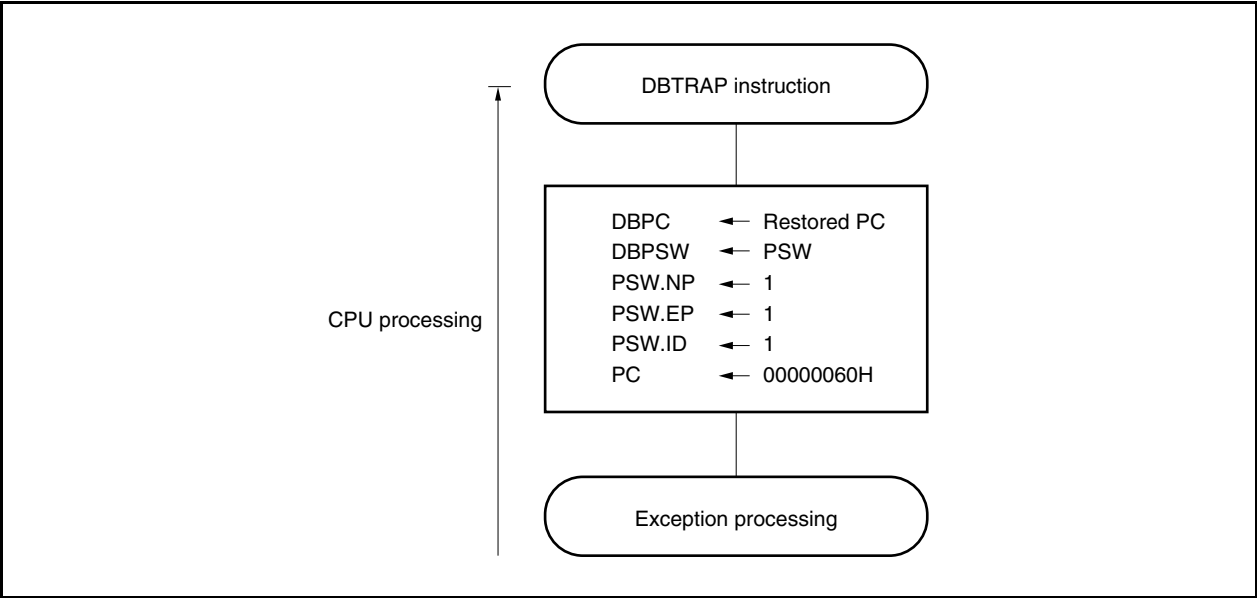 DBTRAP instruction
DBPC ← Restored PC
DBPSW ← PSW
PSW.NP ← 1
PSW.EP ← 1
PSW.ID ← 1
PC ← 00000060H
CPU processing
Exception processing